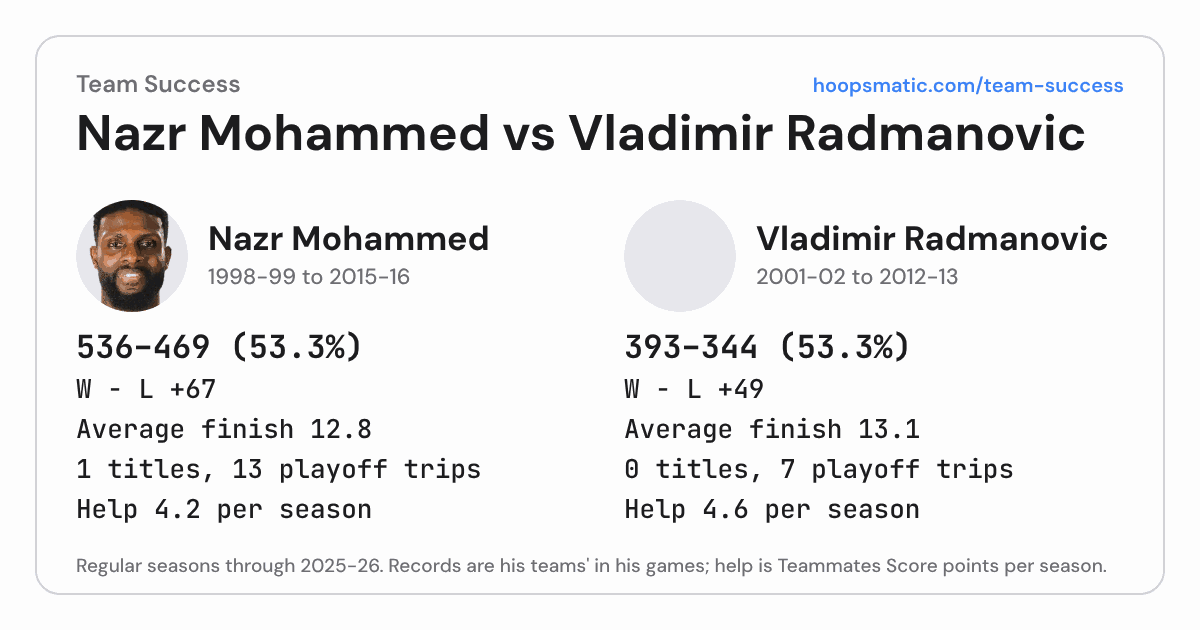 Team Success
hoopsmatic.com/team-success
Nazr Mohammed vs Vladimir Radmanovic
Nazr Mohammed
1998-99 to 2015-16
536-469 (53.3%)
W - L +67
Average finish 12.8
1 titles, 13 playoff trips
Help 4.2 per season
Vladimir Radmanovic
2001-02 to 2012-13
393-344 (53.3%)
W - L +49
Average finish 13.1
0 titles, 7 playoff trips
Help 4.6 per season
Regular seasons through 2025-26. Records are his teams' in his games; help is Teammates Score points per season.